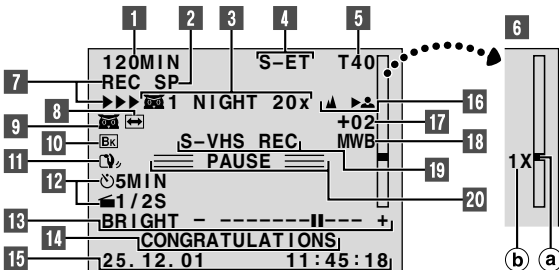 1 2 3 4 5 6
120MIN S-ET T40
7 REC SP
1 NIGHT 20x 16
8
9 +02 17
10 BK MWB 18
S-VHS REC 19
11 PAUSE 1X
12 5MIN 20
1/2S
13 BRIGHT - ---------- --- +
14 CONGRATULATIONS b a
15 25.12.01 11:45:18